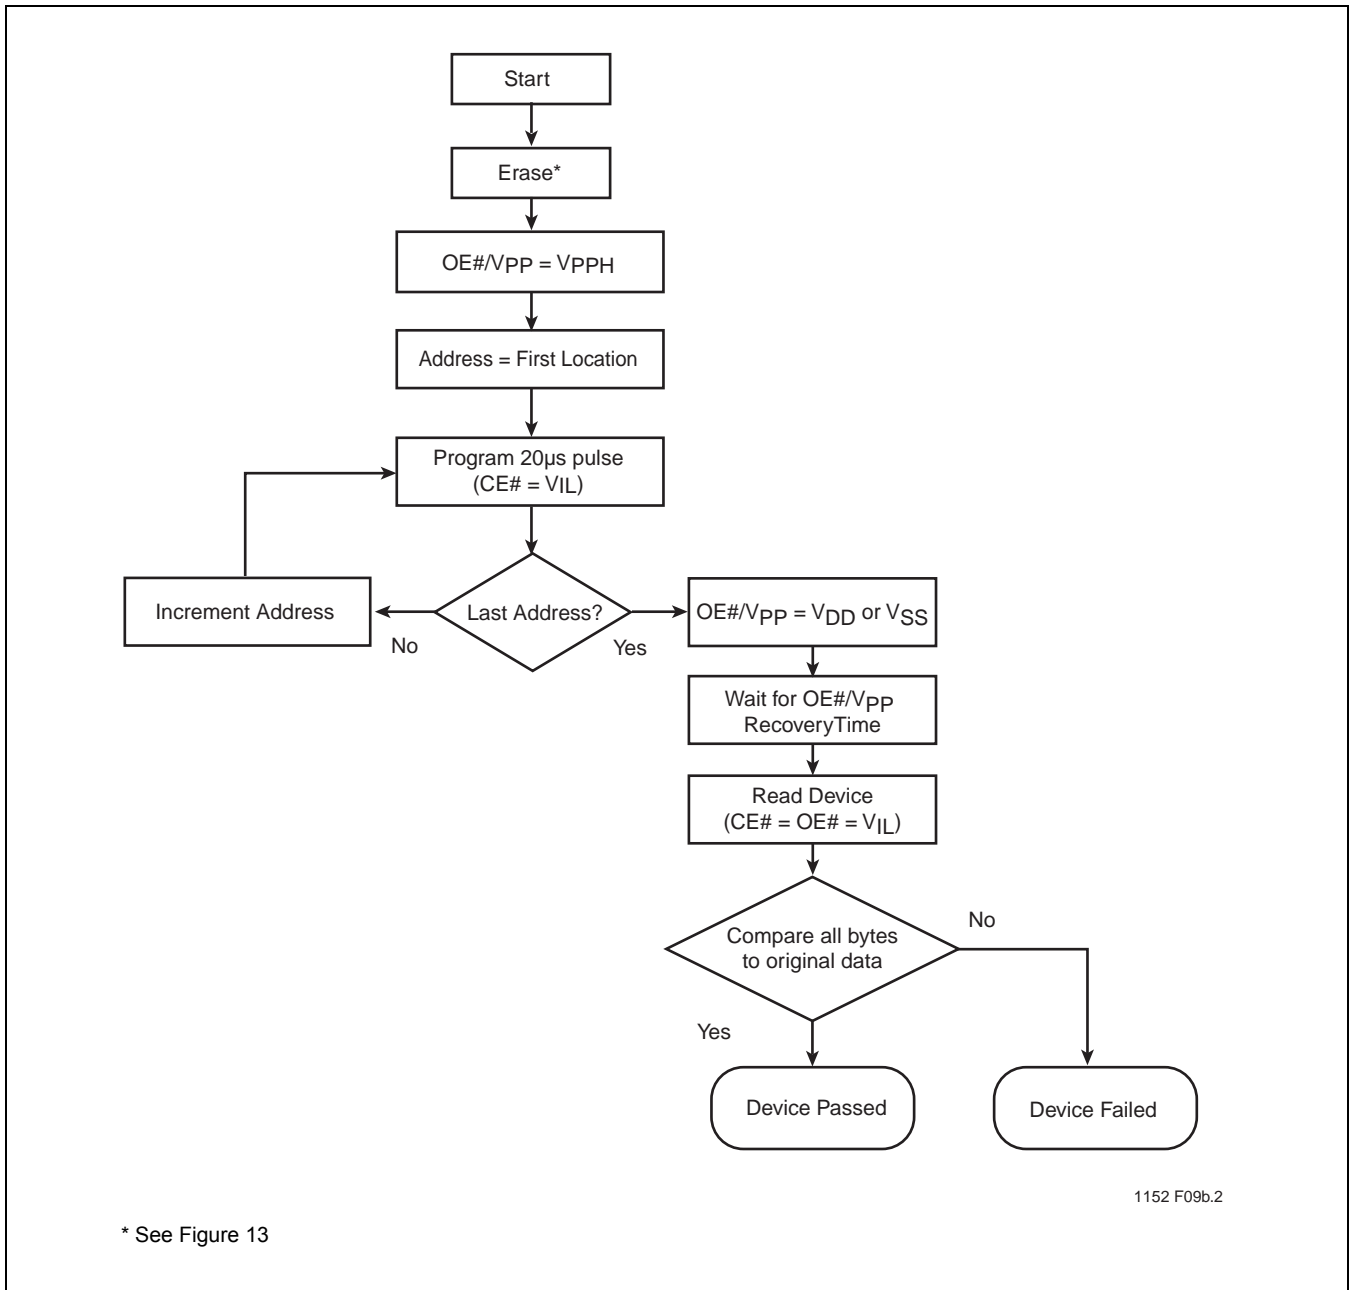 Start
Erase*
OE#/VPP = VPPH
Address = First Location
Program 20µs pulse
(CE# = VIL)
Increment Address
No
Last Address?
Yes
OE#/VPP = VDD or VSS
Wait for OE#/VPP
RecoveryTime
Read Device
(CE# = OE# = VIL)
Compare all bytes
to original data
No
Yes
Device Passed
Device Failed
1152 F09b.2
* See Figure 13